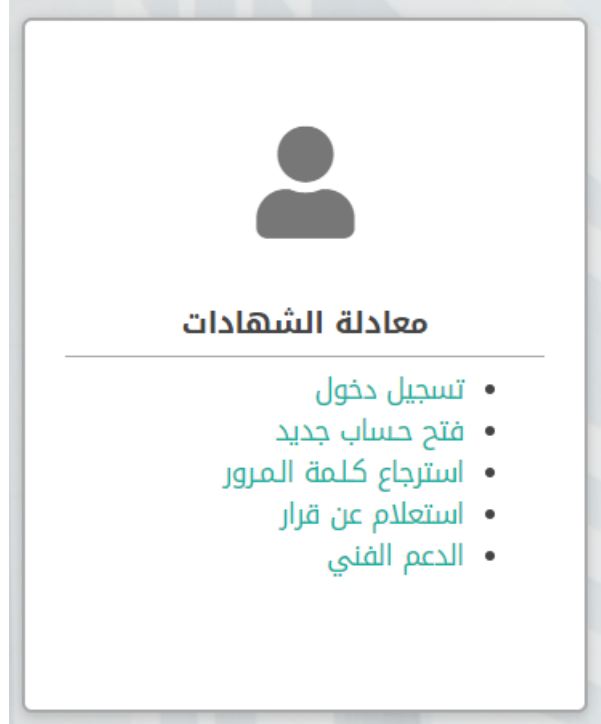 معادلة الشهادات
تسجيل دخول
فتح حساب جديد
استرجاع كلمة المرور
استعلام عن قرار
الدعم الفني